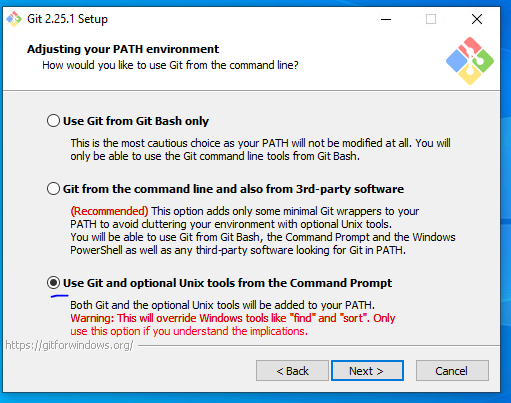 Git 2.25.1 Setup
Adjusting your PATH environment
How would you like to use Git from the command line?
Use Git from Git Bash only
This is the most cautious choice as your PATH will not be modified at all. You will
only be able to use the Git command line tools from Git Bash.
Git from the command line and also from 3rd-party software
(Recommended) This option adds only some minimal Git wrappers to your
PATH to avoid cluttering your environment with optional Unix tools.
You will be able to use Git from Git Bash, the Command Prompt and the Windows
PowerShell as well as any third-party software looking for Git in PATH.
Use Git and optional Unix tools from the Command Prompt
Both Git and the optional Unix tools will be added to your PATH.
Warning: This will override Windows tools like "find" and "sort". Only
use this option if you understand the implications.
https://gitforwindows.org/
< Back
Next >
Cancel